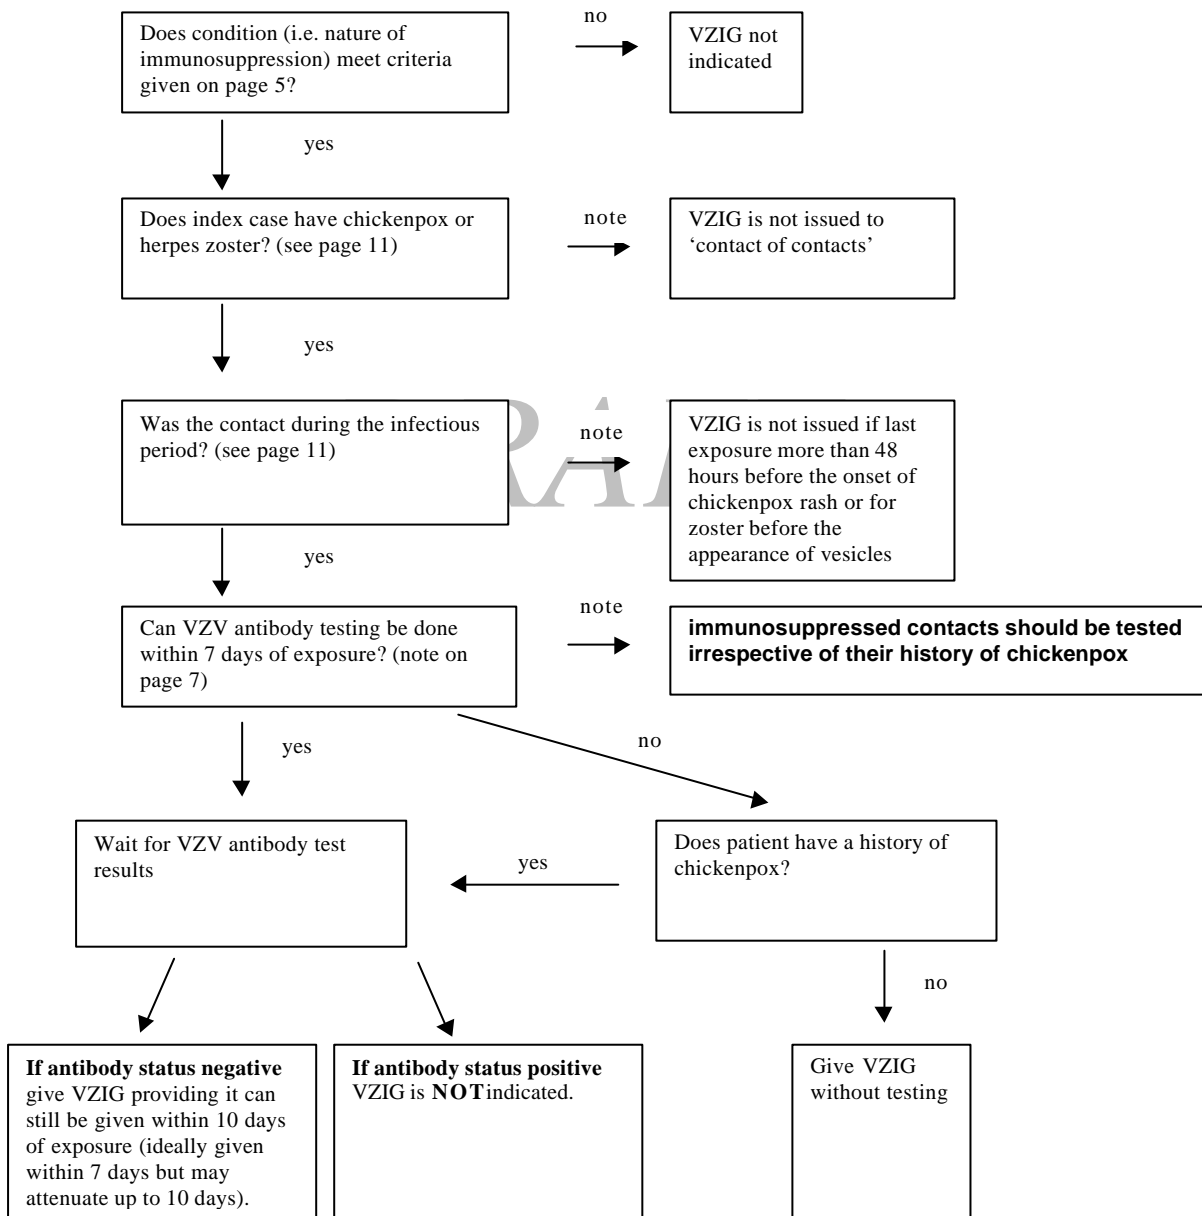 no
Does condition (i.e. nature of
immunosuppression) meet criteria
given on page 5?
VZIG not
indicated
yes
Does index case have chickenpox or
herpes zoster? (see page 11)
note
VZIG is not issued to
‘contact of contacts’
yes
Was the contact during the infectious
period? (see page 11)
note
VZIG is not issued if last
exposure more than 48
hours before the onset of
chickenpox rash or for
zoster before the
appearance of vesicles
yes
Can VZV antibody testing be done
within 7 days of exposure? (note on
page 7)
note
immunosuppressed contacts should be tested
irrespective of their history of chickenpox
yes
no
Wait for VZV antibody test
results
yes
Does patient have a history of
chickenpox?
no
If antibody status negative
give VZIG providing it can
still be given within 10 days
of exposure (ideally given
within 7 days but may
attenuate up to 10 days).
If antibody status positive
VZIG is NOT indicated.
Give VZIG
without testing